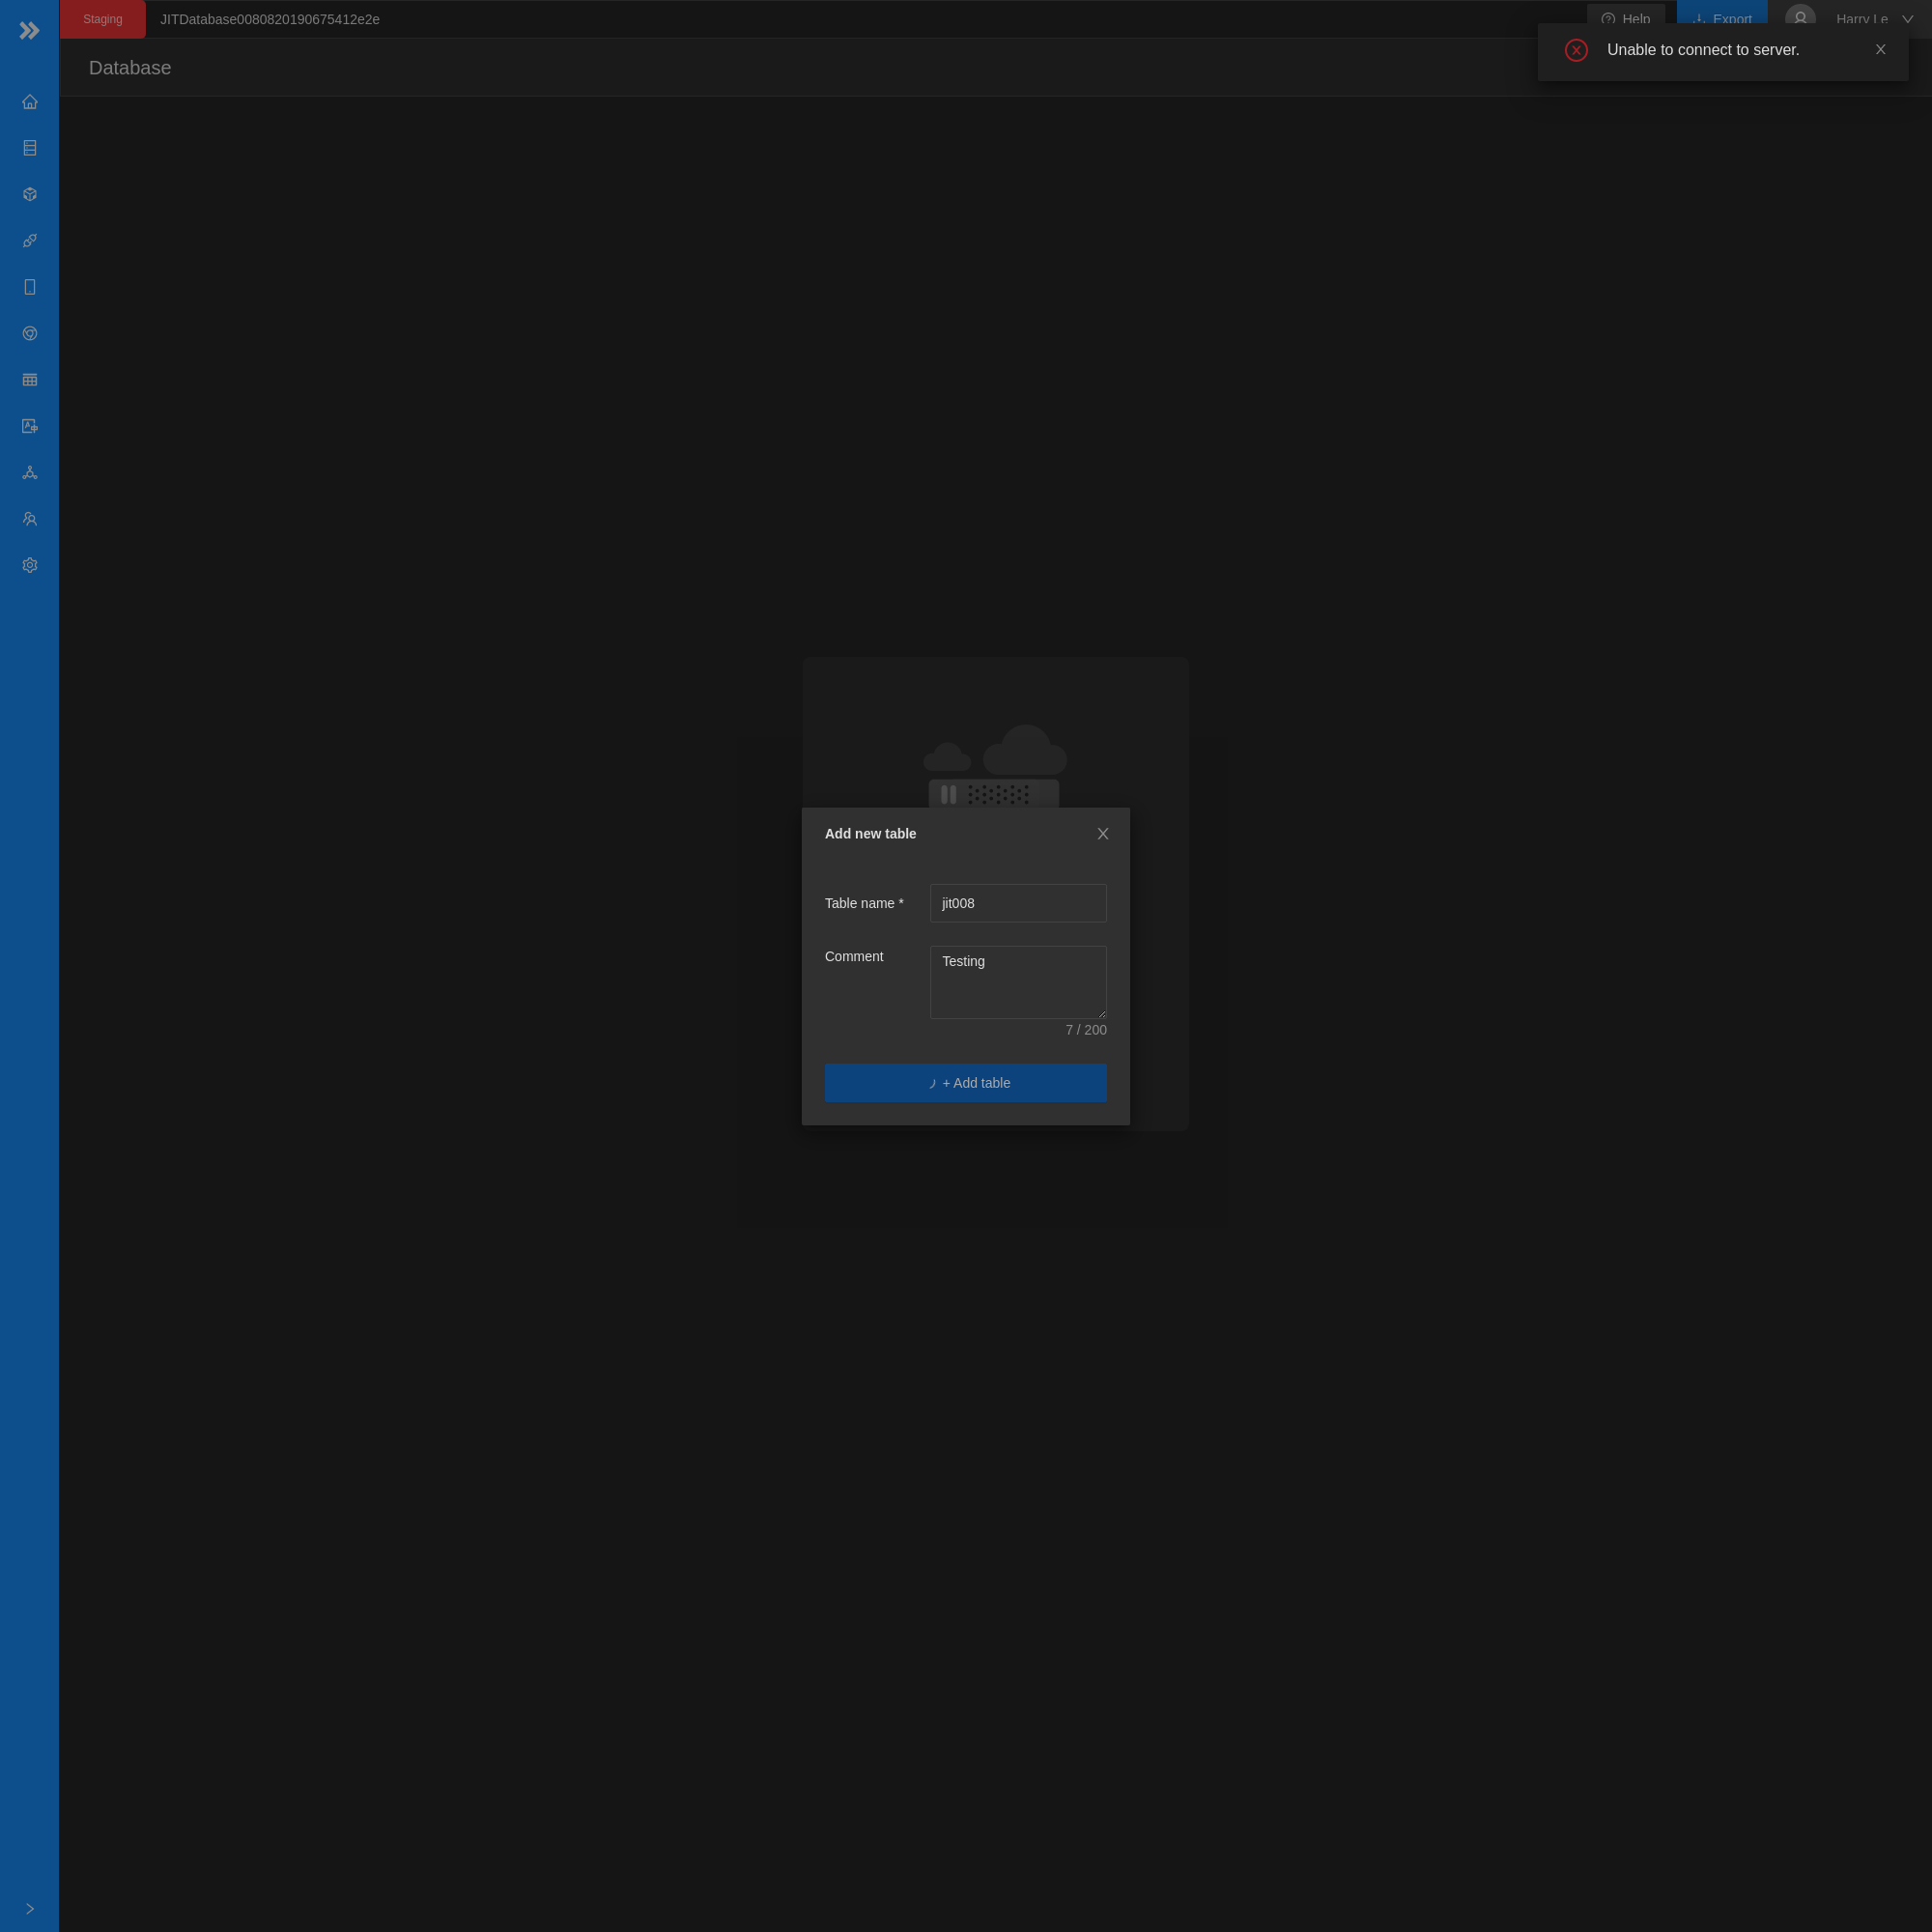 Staging
JITDatabase0080820190675412e2e
Help
Export
Harry Le
Unable to connect to server.
Database
Add new table
Table name *
jit008
Comment
Testing
7 / 200
+ Add table